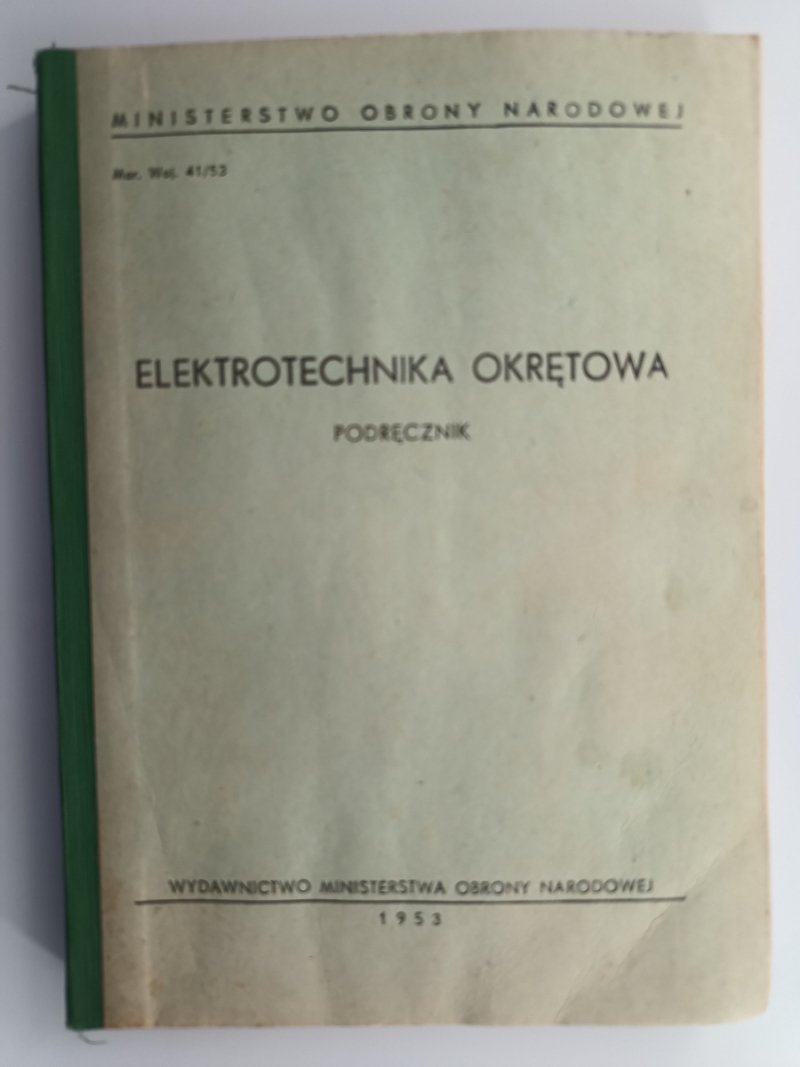 MINISTERSTWO OBRONY NARODOWEJ
Mar. Woj. 41/53
ELEKTROTECHNIKA OKRĘTOWA
PODRĘCZNIK
WYDAWNICTWO MINISTERSTWA OBRONY NARODOWEJ
1953